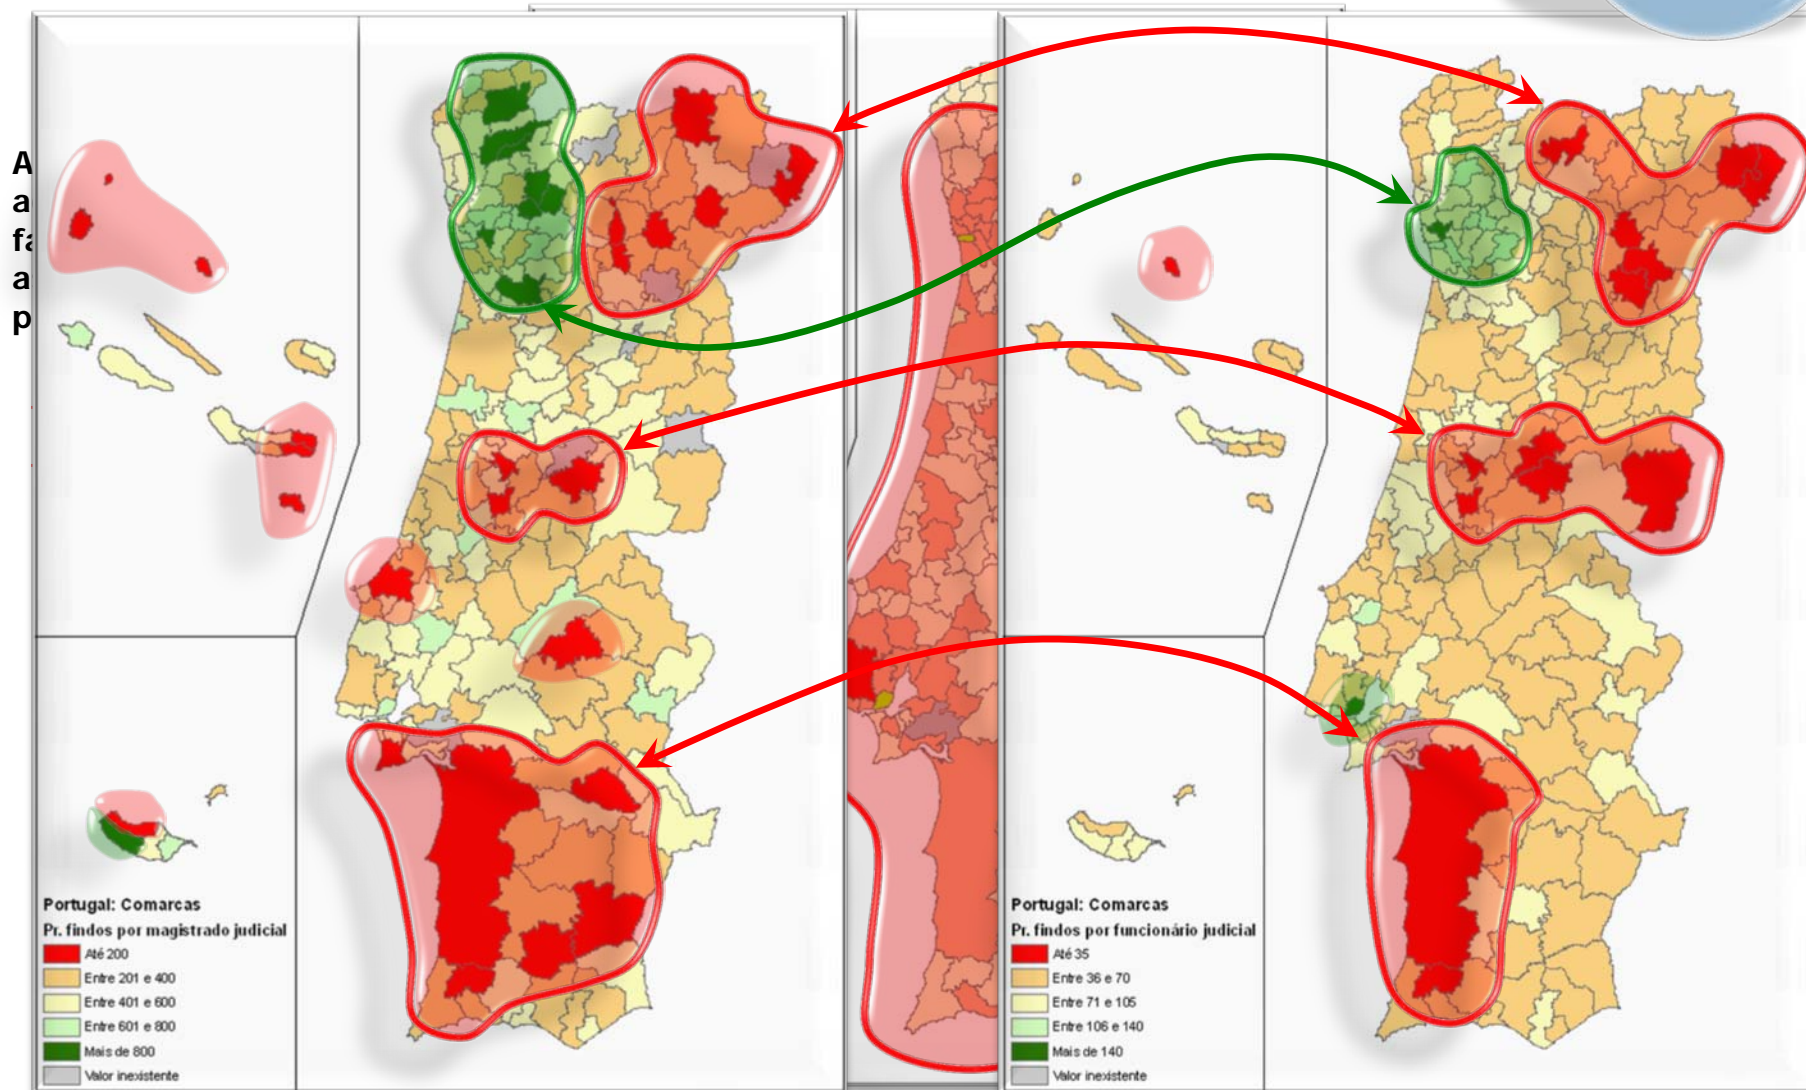 Portugal: Comarcas
Pr. findos por magistrado judicial
Até 200
Entre 201 e 400
Entre 401 e 600
Entre 601 e 800
Mais de 800
Valor inexistente
Portugal: Comarcas
Pr. findos por funcionário judicial
Até 35
Entre 36 e 70
Entre 71 e 105
Entre 106 e 140
Mais de 140
Valor inexistente